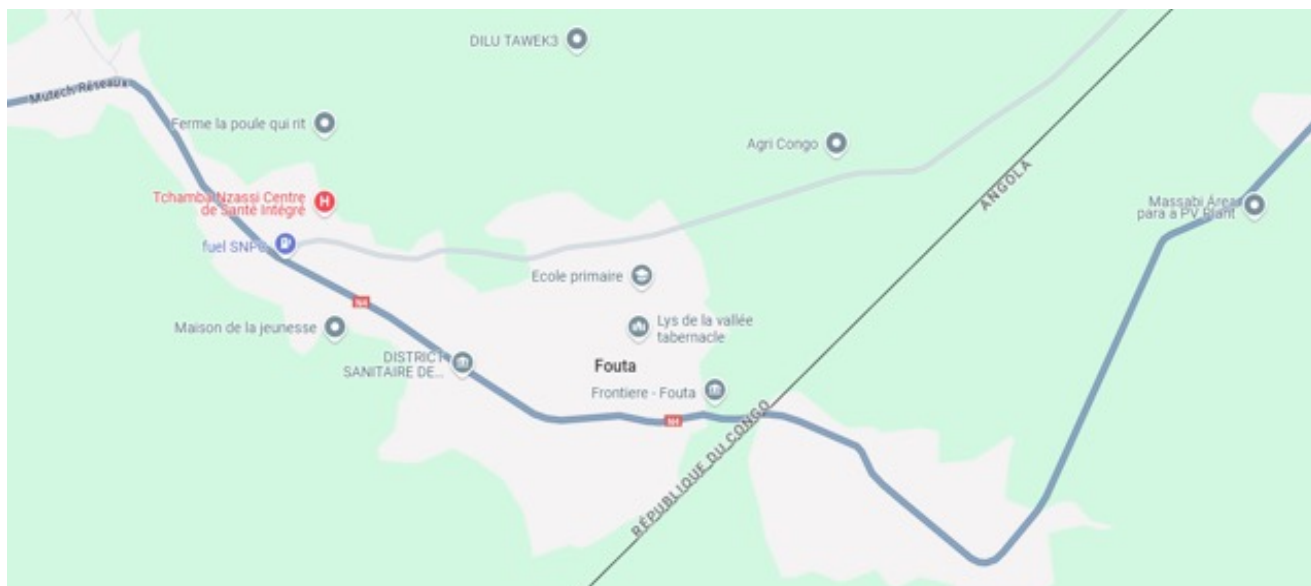 DILU TAWEK3
Mutech Réseaux
Ferme la poule qui rit
Agri Congo
ANGOLA
Tchamba Nzassi Centre
de Santé Intégré
H
Massabi Área
para a PV Plant
fuel SNPC
Ecole primaire
N4
Maison de la jeunesse
Lys de la vallée
tabernacle
DISTRICT
SANITAIRE DE...
Fouta
Frontiere - Fouta
N4
RÉPUBLIQUE DU CONGO